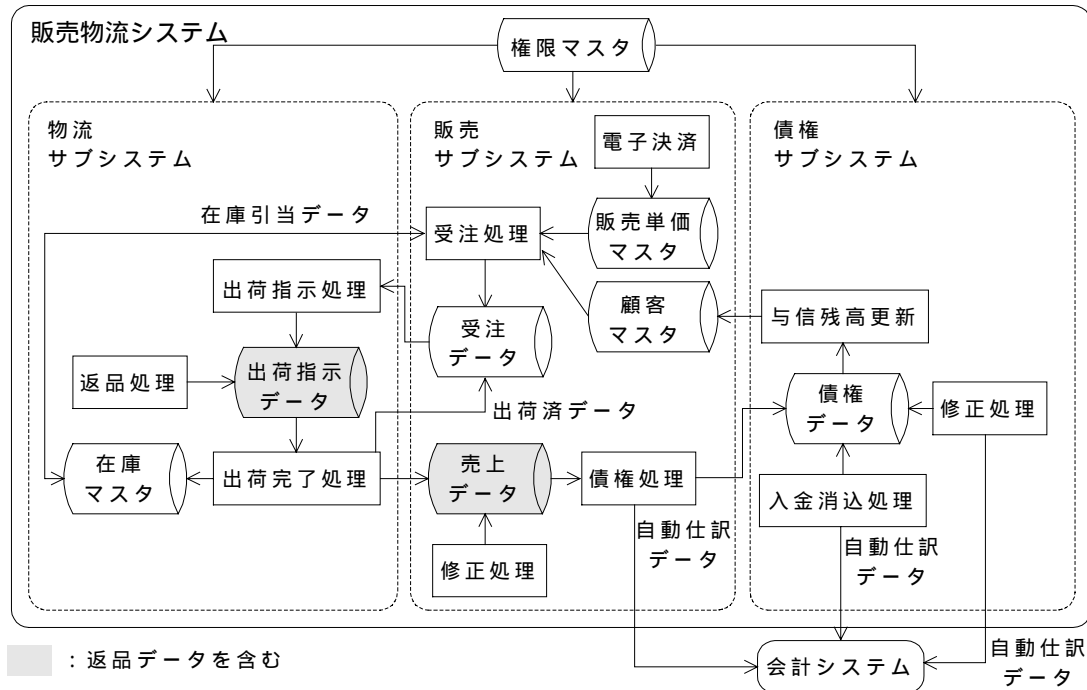 販売物流システム
権限マスタ
物流
サブシステム
販売
サブシステム
債権
サブシステム
電子決済
在庫引当データ
受注処理
販売単価
マスタ
出荷指示処理
顧客
マスタ
与信残高更新
受注
データ
返品処理
出荷指示
データ
債権
データ
修正処理
出荷済データ
在庫
マスタ
出荷完了処理
売上
データ
債権処理
入金消込処理
自動仕訳
データ
自動仕訳
データ
修正処理
：返品データを含む
会計システム
自動仕訳
データ